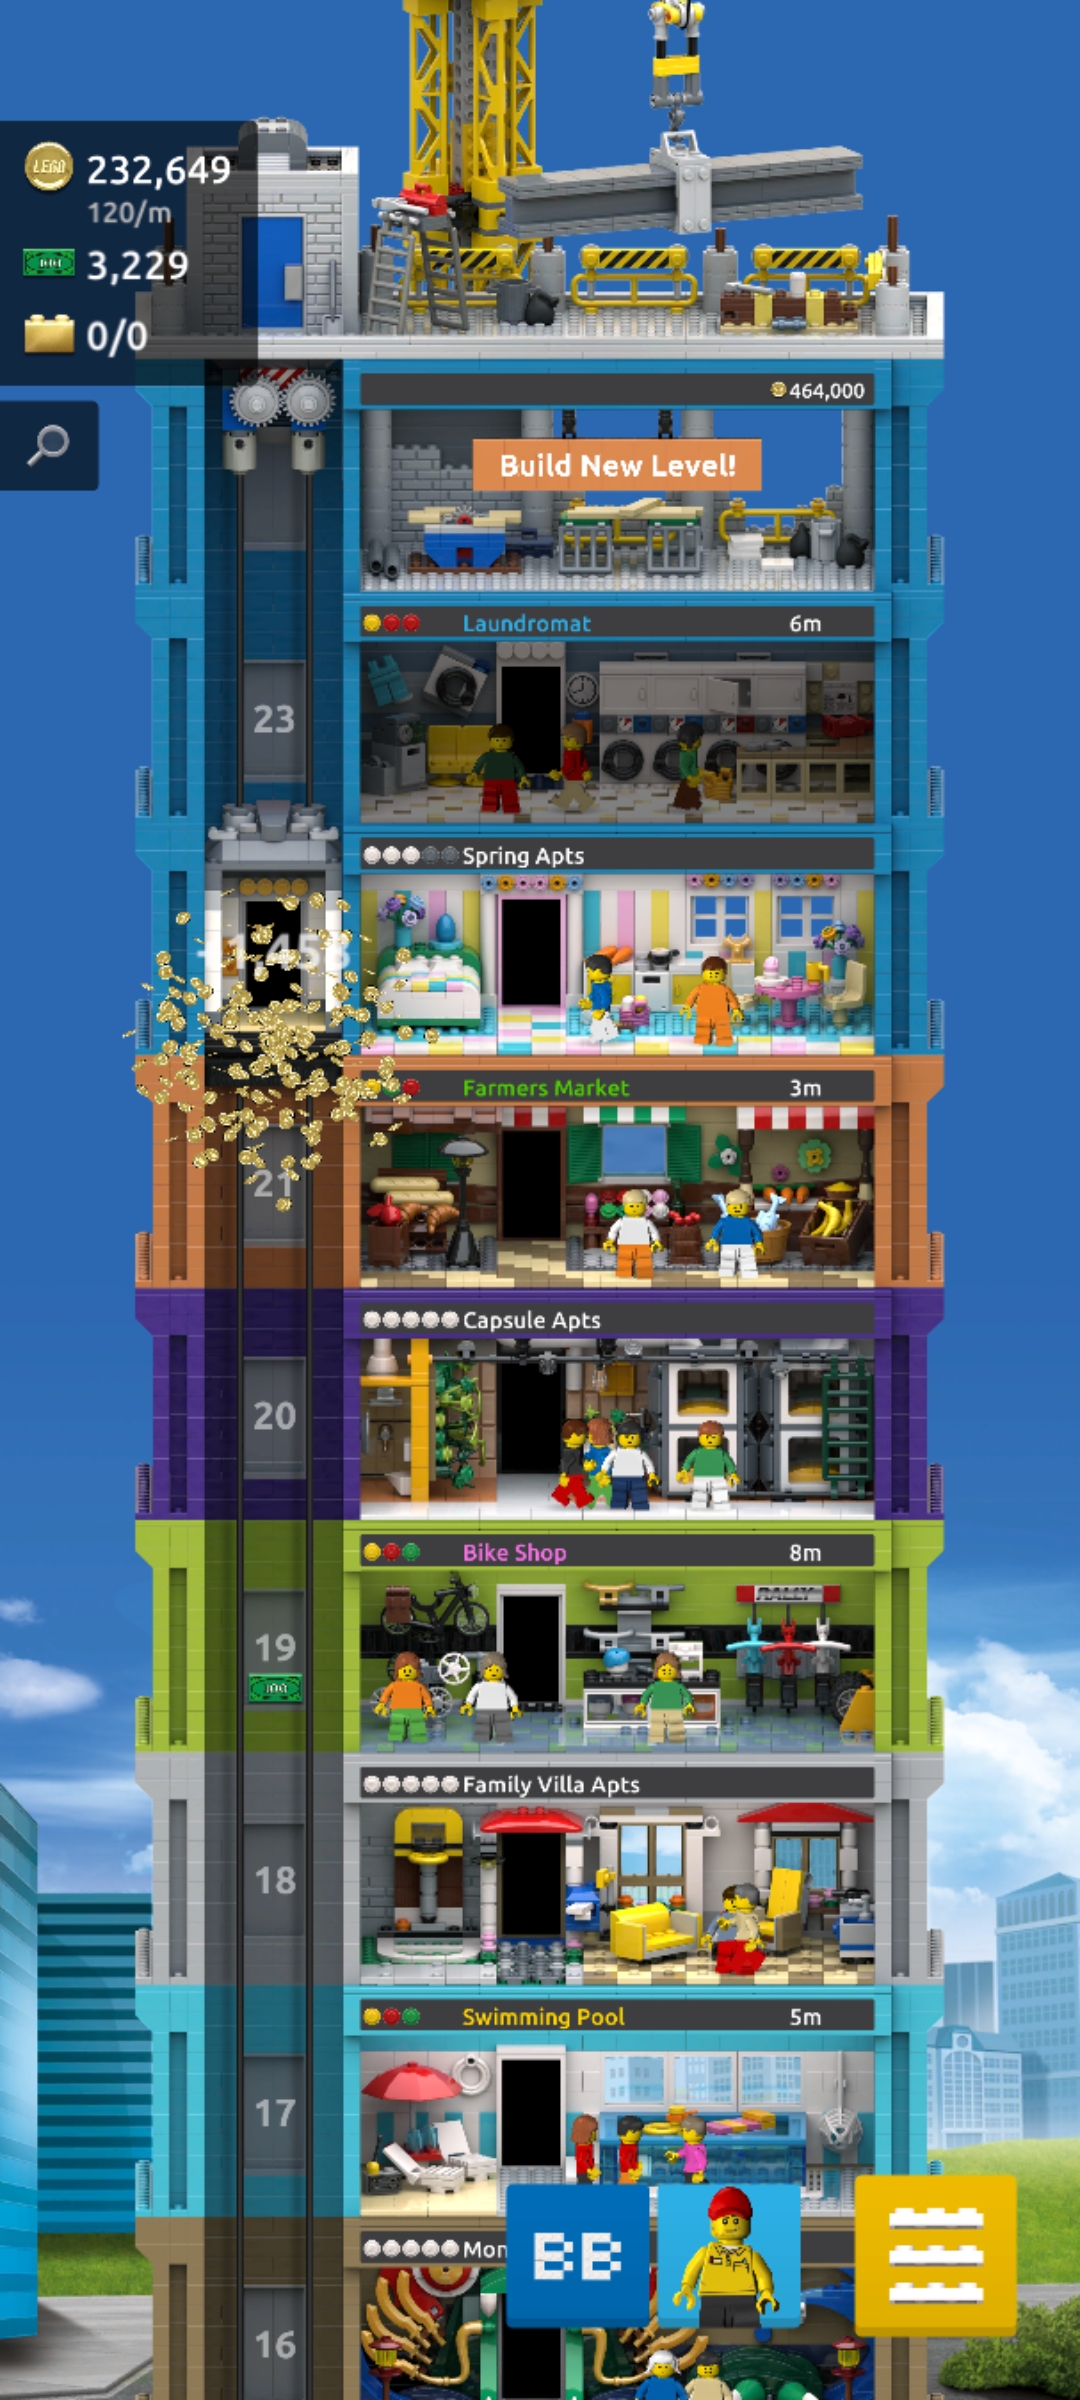 LEGO
232,649
120/m
3,229
0/0
464,000
Build New Level!
Laundromat 6m
23
Spring Apts
1,458
Farmers Market 3m
21
Capsule Apts
20
Bike Shop 8m
RALLY
19
Family Villa Apts
18
Swimming Pool 5m
17
Mon
BB
16